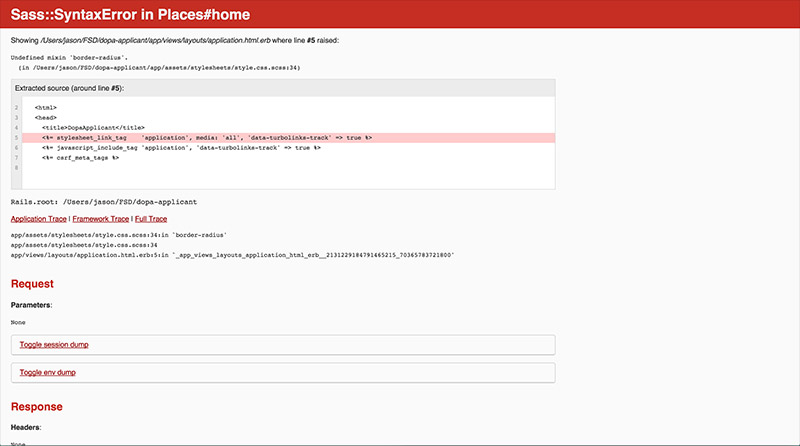 Sass::SyntaxError in Places#home
Showing /Users/jason/FSD/dopa-applicant/app/views/layouts/application.html.erb where line #5 raised:
Undefined mixin 'border-radius'.
(in /Users/jason/FSD/dopa-applicant/app/assets/stylesheets/style.css.scss:34)
Extracted source (around line #5):
2 <html>
3 <head>
4 <title>DopaApplicant</title>
5 <%= stylesheet_link_tag 'application', media: 'all', 'data-turbolinks-track' => true %>
6 <%= javascript_include_tag 'application', 'data-turbolinks-track' => true %>
7 <%= csrf_meta_tags %>
8
Rails.root: /Users/jason/FSD/dopa-applicant
Application Trace | Framework Trace | Full Trace
app/assets/stylesheets/style.css.scss:34:in `border-radius'
app/assets/stylesheets/style.css.scss:34
app/views/layouts/application.html.erb:5:in `_app_views_layouts_application_html_erb__2131229184791465215_70365783721800'
Request
Parameters:
None
Toggle session dump
Toggle env dump
Response
Headers:
None